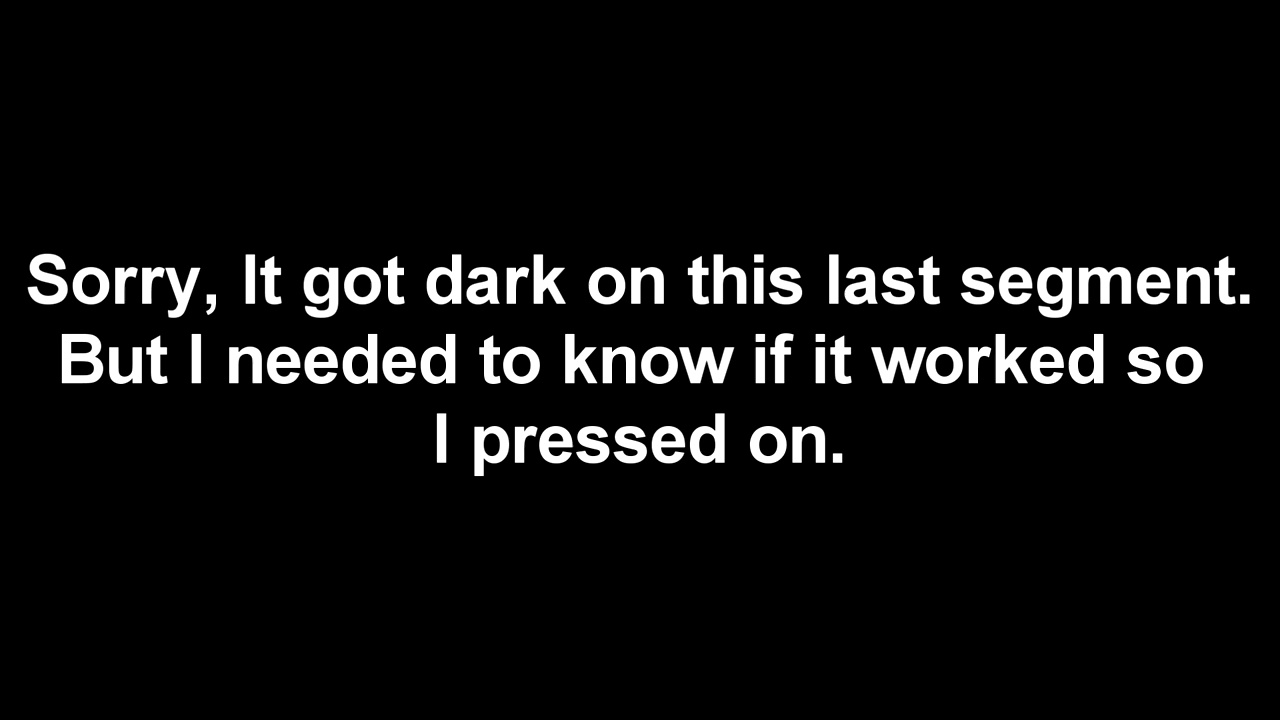 Sorry, It got dark on this last segment.
But I needed to know if it worked so
I pressed on.